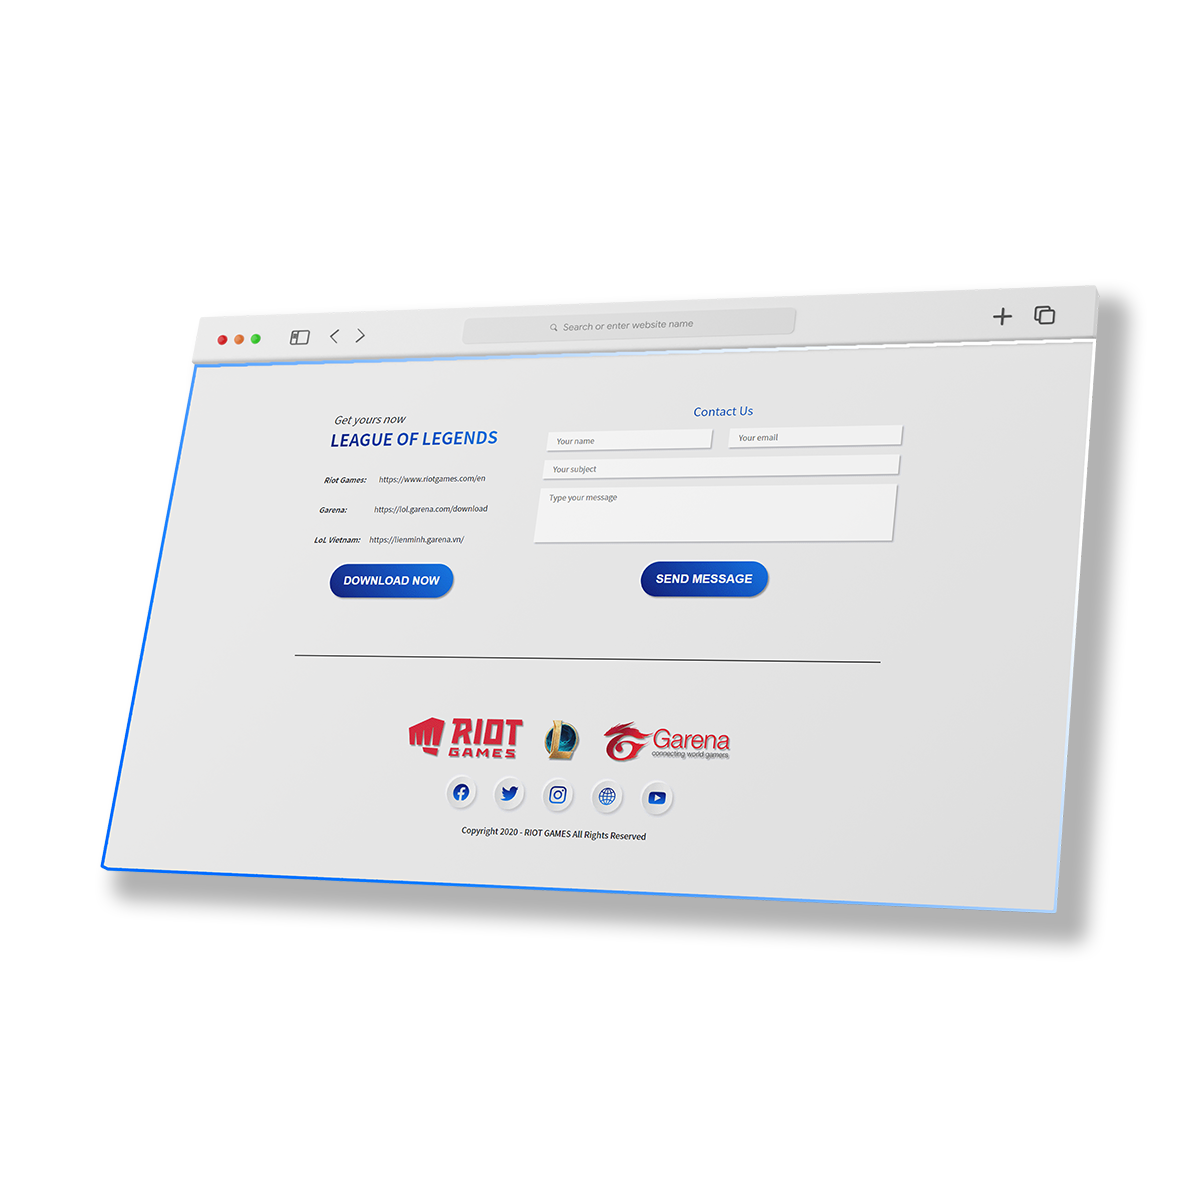 Search or enter website name
Get yours now
LEAGUE OF LEGENDS
Riot Games: https://www.riotgames.com/en
Garena: https://lol.garena.com/download
LoL Vietnam: https://lienminh.garena.vn/
DOWNLOAD NOW
Contact Us
Your name
Your email
Your subject
Type your message
SEND MESSAGE
RIOT
GAMES
L
Garena
connecting world gamers
Copyright 2020 - RIOT GAMES All Rights Reserved